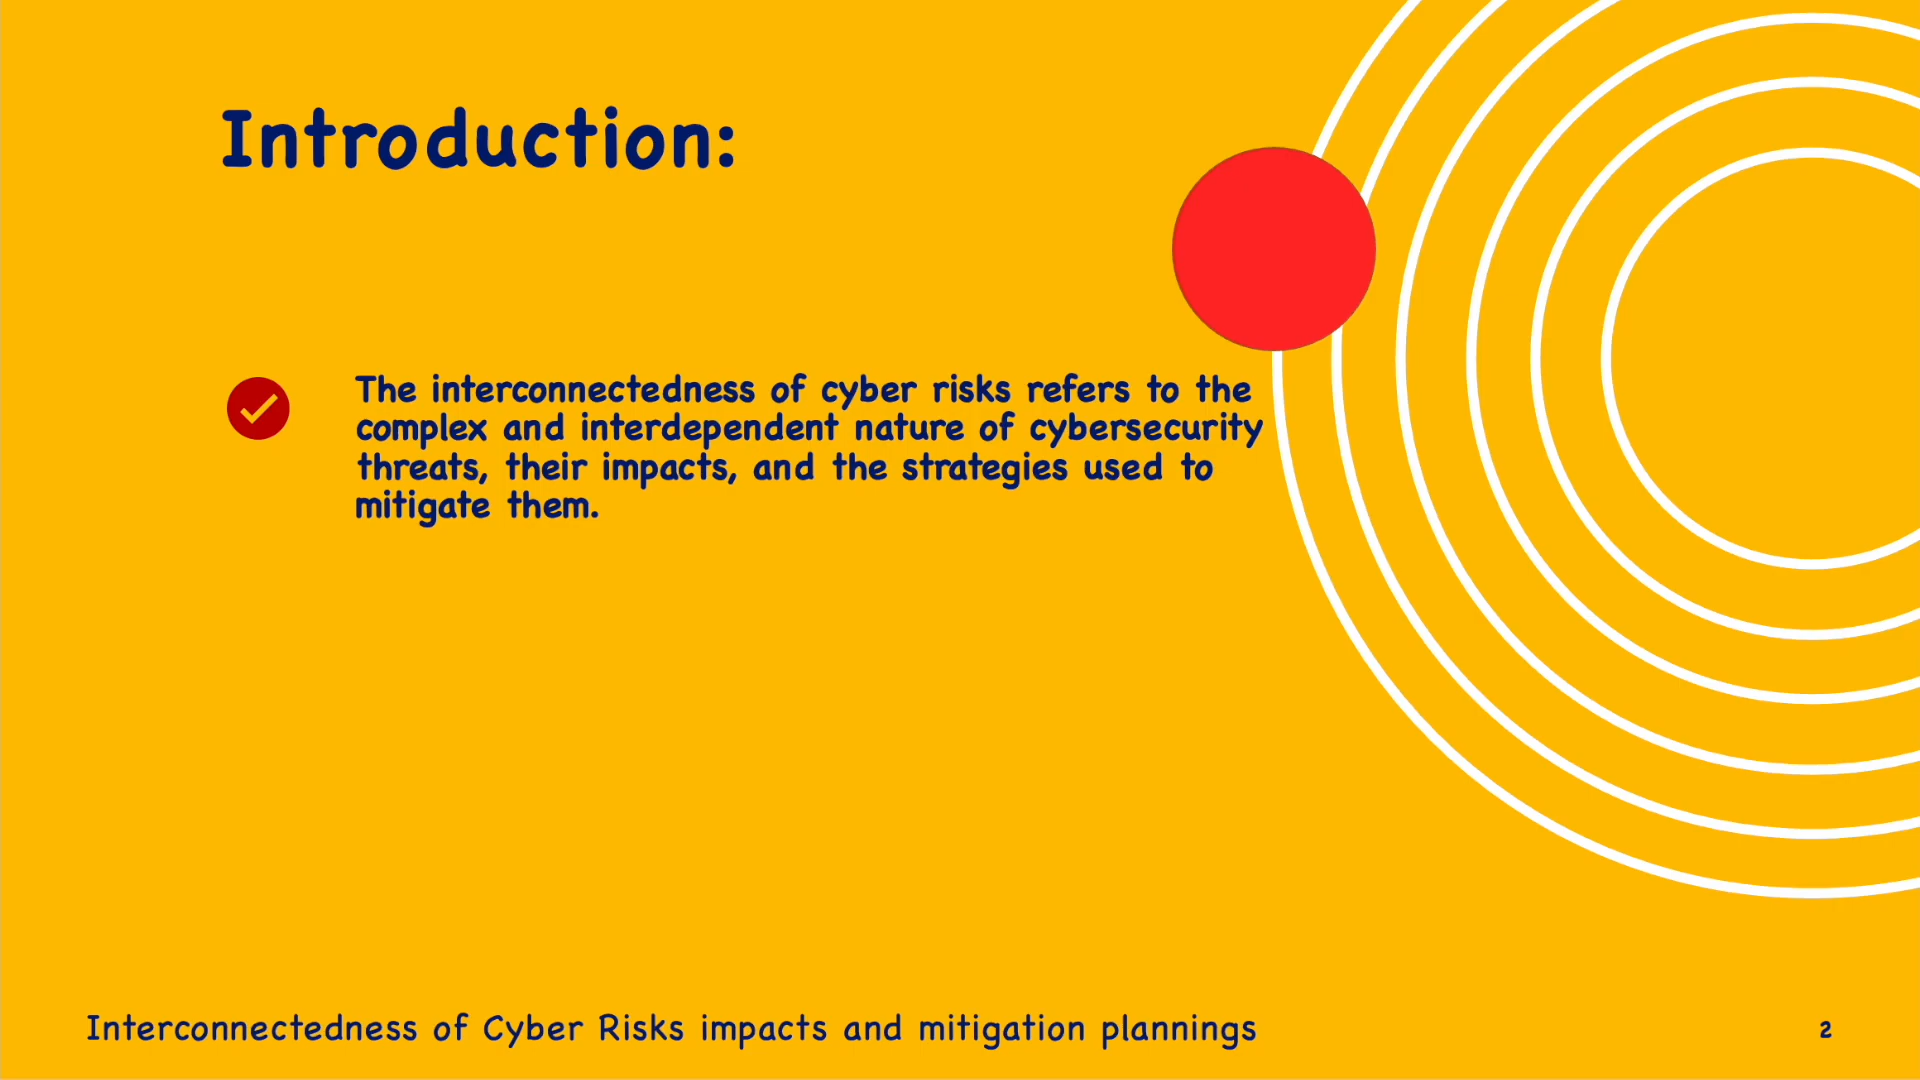 Introduction:
The interconnectedness of cyber risks refers to the
complex and interdependent nature of cybersecurity
threats, their impacts, and the strategies used to
mitigate them.
Interconnectedness of Cyber Risks impacts and mitigation plannings
2